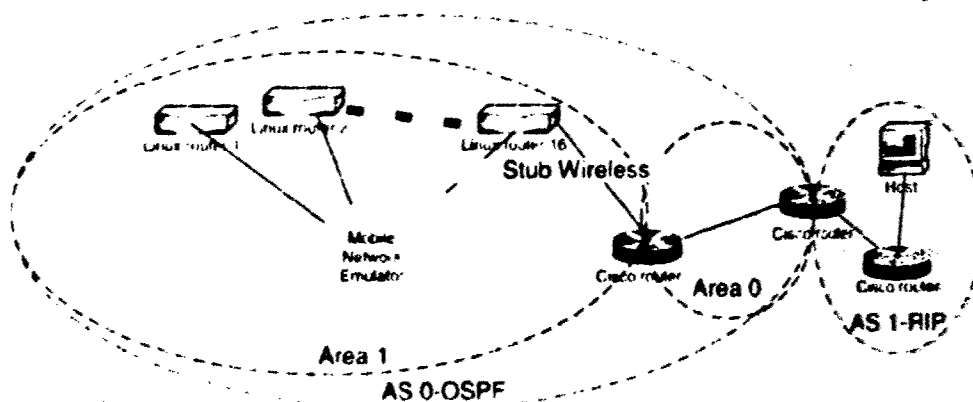 Linux router 1
Linux router 2
Linux router 16
Stub Wireless
Host
Mobile
Network
Emulator
Cisco router
Cisco router
Cisco router
Area 0
AS 1-RIP
Area 1
AS 0-OSPF